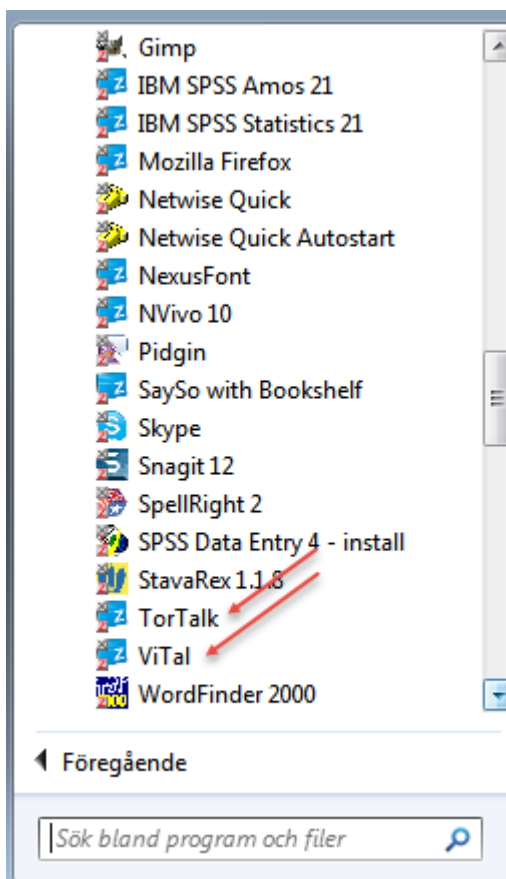 Gimp
IBM SPSS Amos 21
IBM SPSS Statistics 21
Mozilla Firefox
Netwise Quick
Netwise Quick Autostart
NexusFont
NVivo 10
Pidgin
SaySo with Bookshelf
Skype
Snagit 12
SpellRight 2
SPSS Data Entry 4 - install
StavaRex 1.1.8
TorTalk
ViTal
WordFinder 2000
Föregående
Sök bland program och filer